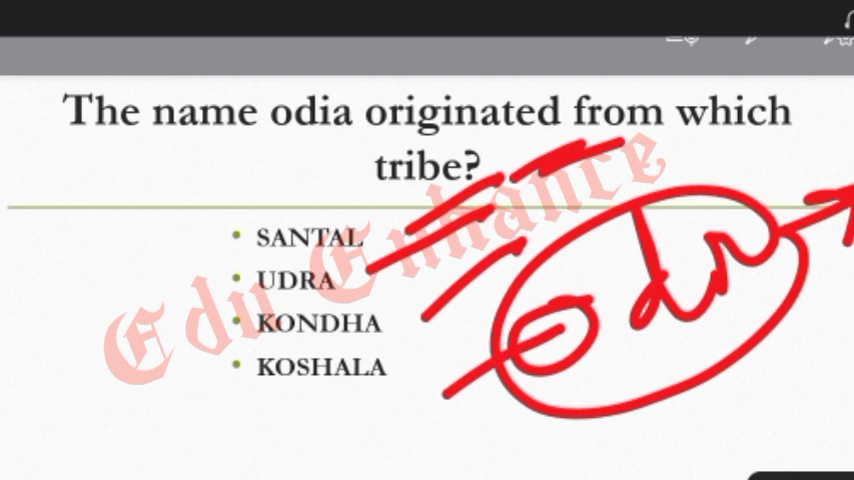 The name odia originated from which
tribe?
Edu Enhance
• SANTAL
• UDRA
• KONDHA
• KOSHALA